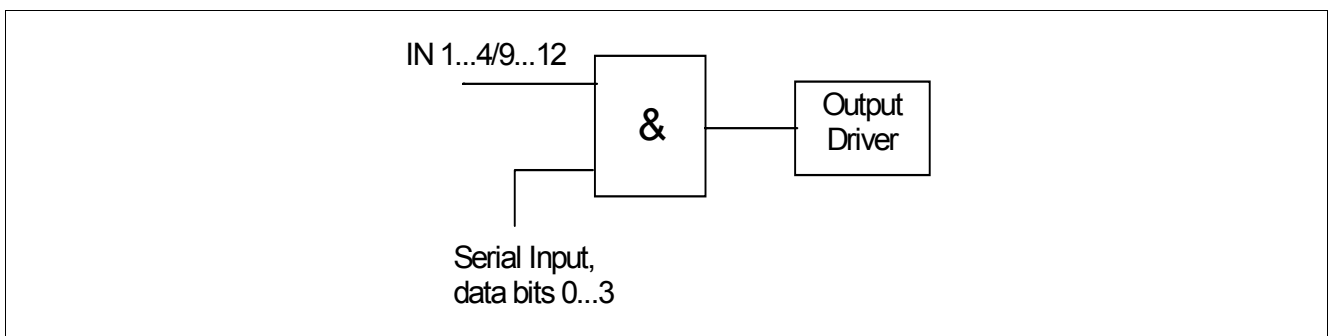 IN 1...4/9...12
&
Output
Driver
Serial Input,
data bits 0...3